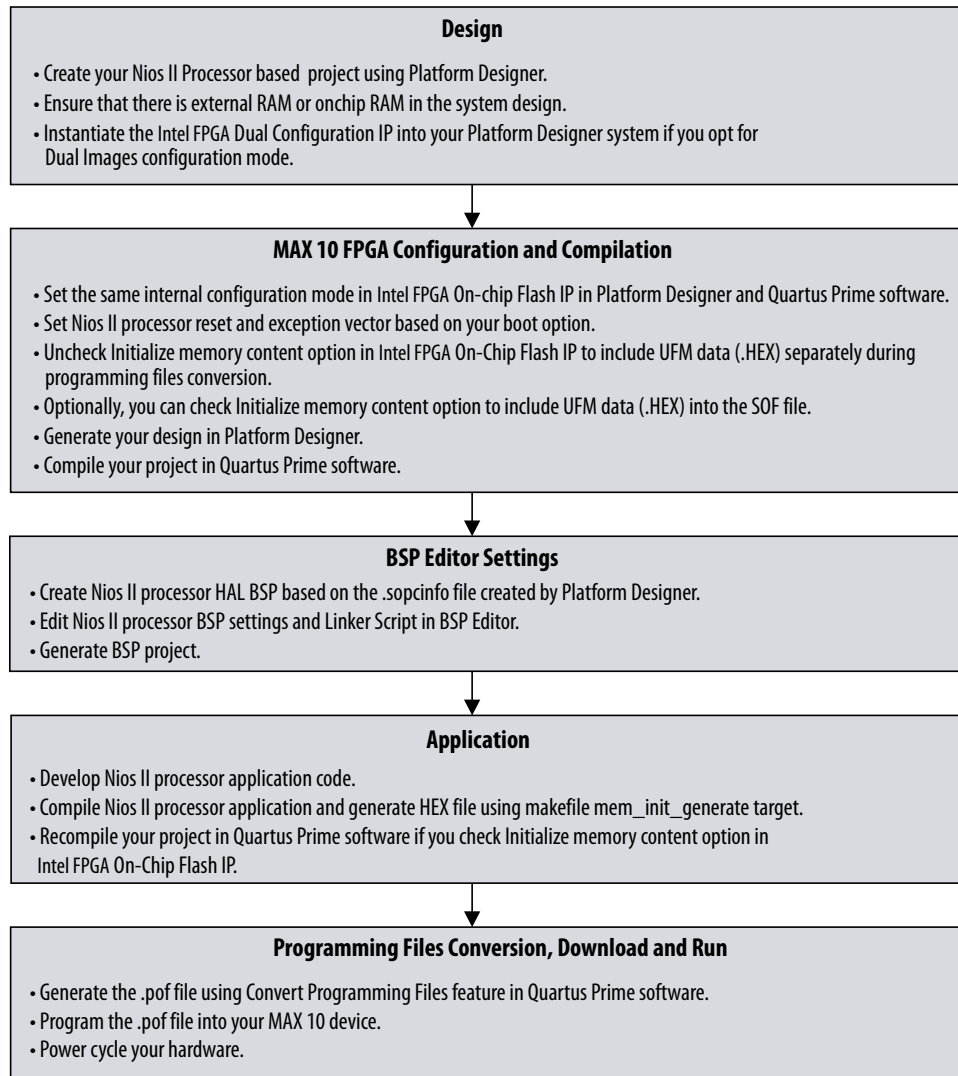 Design
• Create your Nios II Processor based project using Platform Designer.
• Ensure that there is external RAM or onchip RAM in the system design.
• Instantiate the Intel FPGA Dual Configuration IP into your Platform Designer system if you opt for
Dual Images configuration mode.
MAX 10 FPGA Configuration and Compilation
• Set the same internal configuration mode in Intel FPGA On-chip Flash IP in Platform Designer and Quartus Prime software.
• Set Nios II processor reset and exception vector based on your boot option.
• Uncheck Initialize memory content option in Intel FPGA On-Chip Flash IP to include UFM data (.HEX) separately during
programming files conversion.
• Optionally, you can check Initialize memory content option to include UFM data (.HEX) into the SOF file.
• Generate your design in Platform Designer.
• Compile your project in Quartus Prime software.
BSP Editor Settings
• Create Nios II processor HAL BSP based on the .sopcinfo file created by Platform Designer.
• Edit Nios II processor BSP settings and Linker Script in BSP Editor.
• Generate BSP project.
Application
• Develop Nios II processor application code.
• Compile Nios II processor application and generate HEX file using makefile mem_init_generate target.
• Recompile your project in Quartus Prime software if you check Initialize memory content option in
Intel FPGA On-Chip Flash IP.
Programming Files Conversion, Download and Run
• Generate the .pof file using Convert Programming Files feature in Quartus Prime software.
• Program the .pof file into your MAX 10 device.
• Power cycle your hardware.